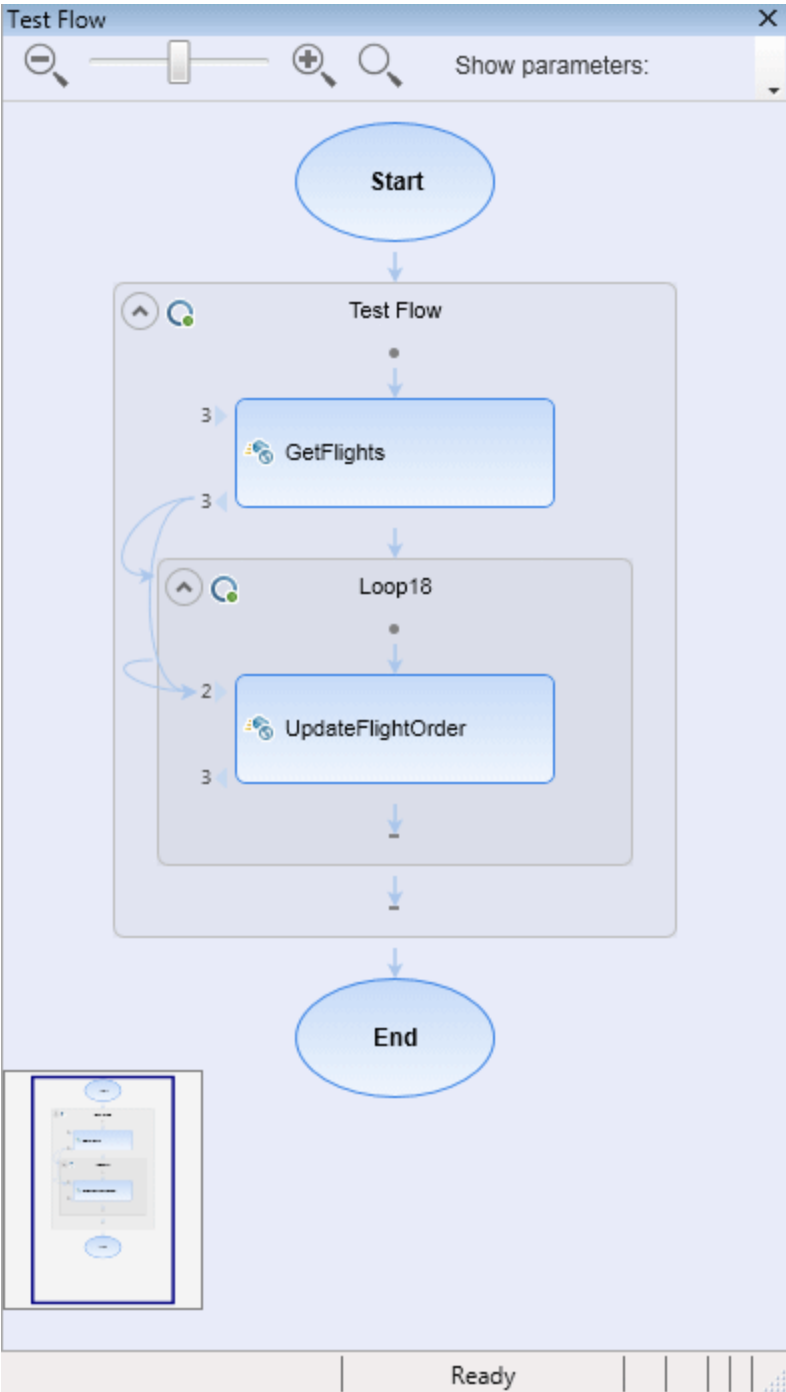 Test Flow
Show parameters:
Start
Test Flow
3
GetFlights
3
Loop18
2
UpdateFlightOrder
3
End
Ready